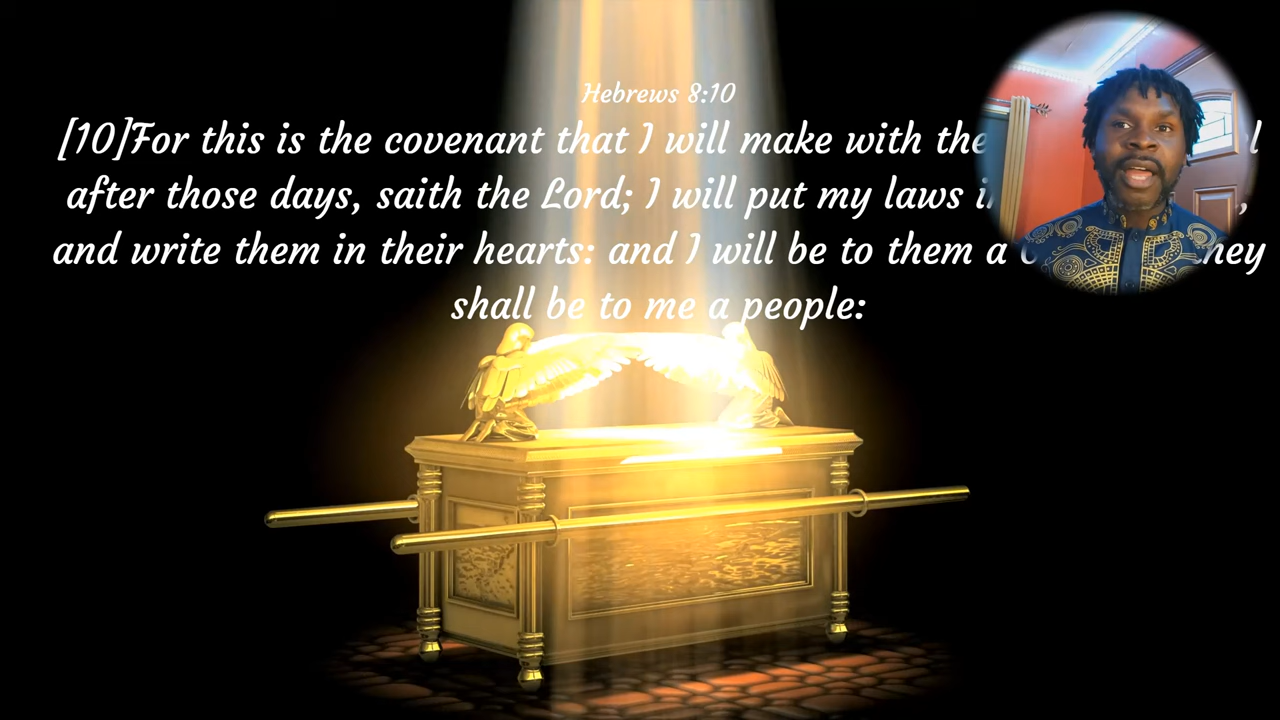 Hebrews 8:10
[10]For this is the covenant that I will make with the
after those days, saith the Lord; I will put my laws ,
and write them in their hearts: and I will be to them a
shall be to me a people: